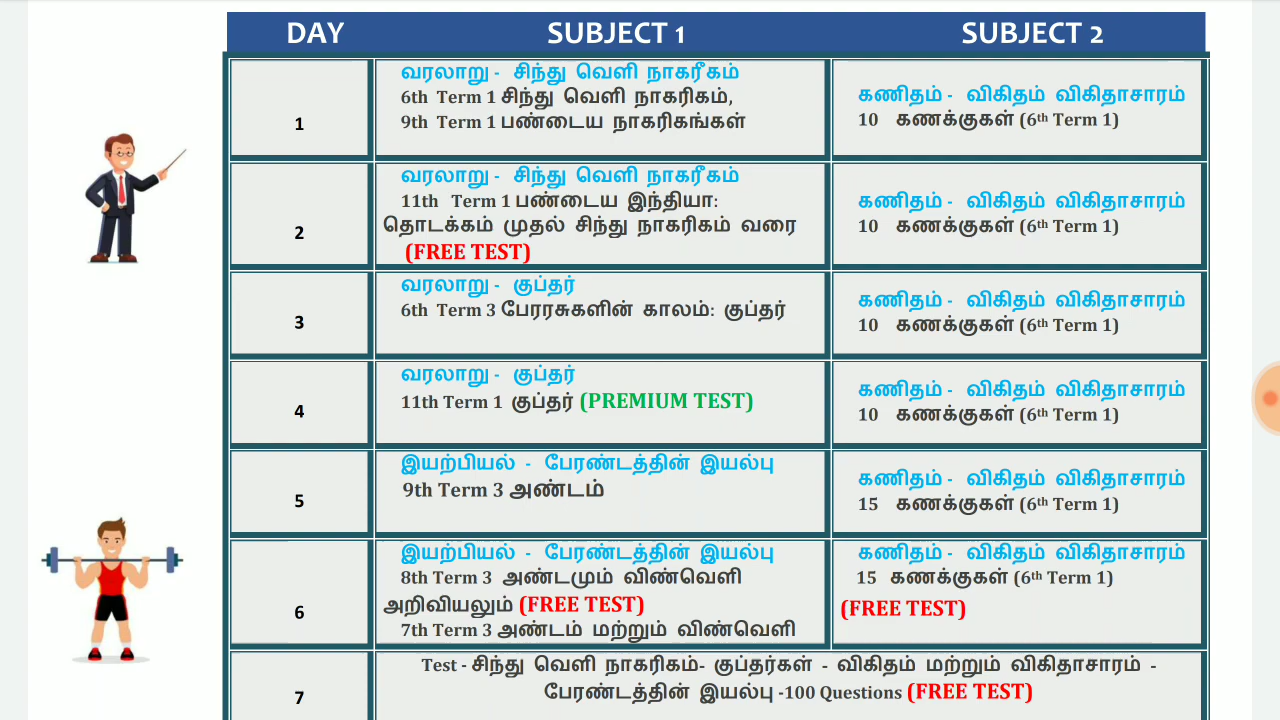 DAY SUBJECT 1 SUBJECT 2
1
வரலாறு - சிந்து வெளி நாகரீகம்
6th Term 1 சிந்து வெளி நாகரிகம்,
9th Term 1 பண்டைய நாகரிகங்கள்
கணிதம் - விகிதம் விகிதாசாரம்
10 கணக்குகள் (6th Term 1)
2
வரலாறு - சிந்து வெளி நாகரீகம்
11th Term 1 பண்டைய இந்தியா:
தொடக்கம் முதல் சிந்து நாகரிகம் வரை
(FREE TEST)
கணிதம் - விகிதம் விகிதாசாரம்
10 கணக்குகள் (6th Term 1)
3
வரலாறு - குப்தர்
6th Term 3 பேரரசுகளின் காலம்: குப்தர்
கணிதம் - விகிதம் விகிதாசாரம்
10 கணக்குகள் (6th Term 1)
4
வரலாறு - குப்தர்
11th Term 1 குப்தர் (PREMIUM TEST)
கணிதம் - விகிதம் விகிதாசாரம்
10 கணக்குகள் (6th Term 1)
5
இயற்பியல் - பேரண்டத்தின் இயல்பு
9th Term 3 அண்டம்
கணிதம் - விகிதம் விகிதாசாரம்
15 கணக்குகள் (6th Term 1)
6
இயற்பியல் - பேரண்டத்தின் இயல்பு
8th Term 3 அண்டமும் விண்வெளி
அறிவியலும் (FREE TEST)
7th Term 3 அண்டம் மற்றும் விண்வெளி
கணிதம் - விகிதம் விகிதாசாரம்
15 கணக்குகள் (6th Term 1)
(FREE TEST)
7
Test - சிந்து வெளி நாகரிகம்- குப்தர்கள் - விகிதம் மற்றும் விகிதாசாரம் -
பேரண்டத்தின் இயல்பு -100 Questions (FREE TEST)